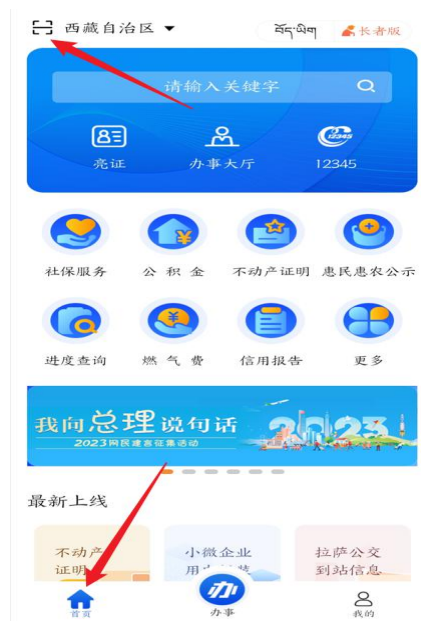 西藏自治区 བོད་ཡིག 长者版
请输入关键字
亮证 办事大厅 12345
社保服务 公积金 不动产证明 惠民惠农公示
进度查询 燃气费 信用报告 更多
我向总理说句话 2023
2023网民建言征集活动
最新上线
不动产 小微企业 拉萨公交
证明 到站信息
办
首页 办事 我的